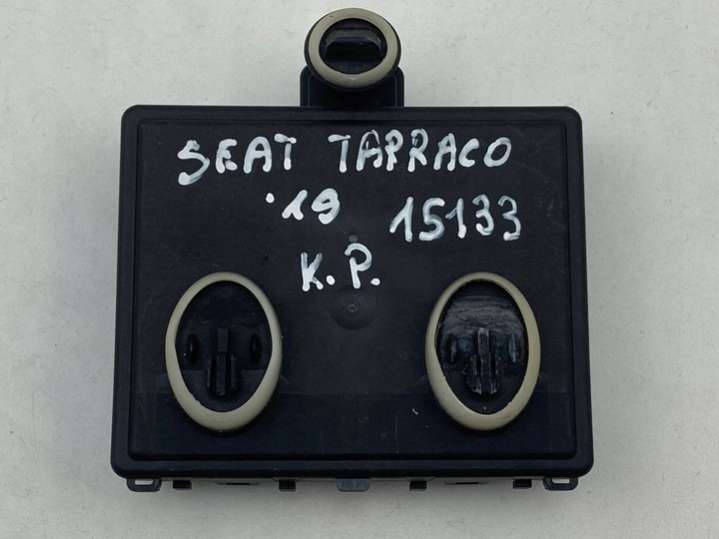 SEAT TARRACO
'19 15133
K.P.